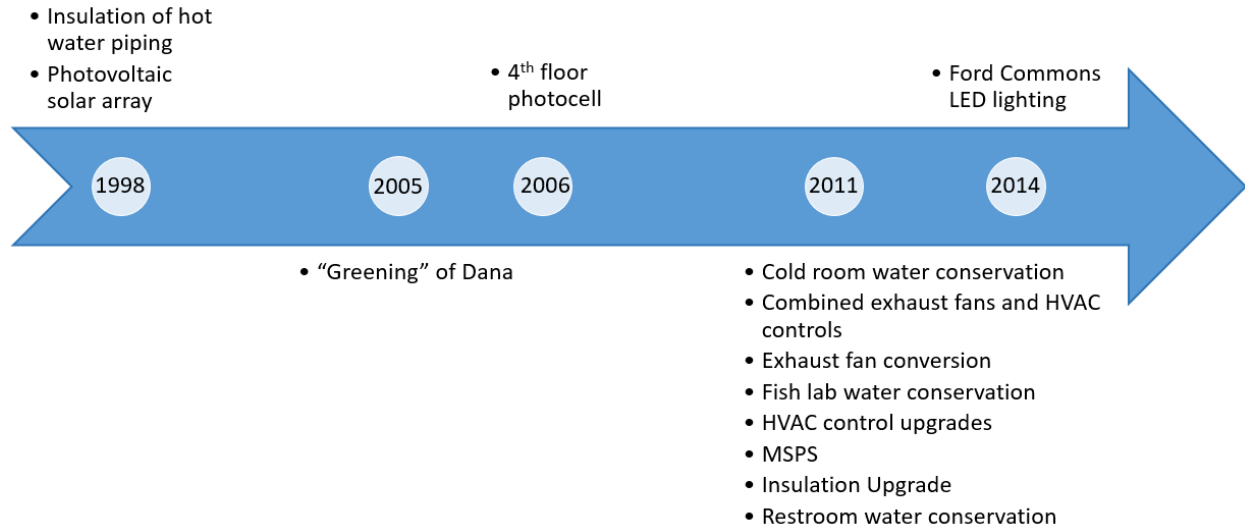 • Insulation of hot
water piping
• Photovoltaic
solar array
• 4th floor
photocell
• Ford Commons
LED lighting
1998
2005
2006
2011
2014
• “Greening” of Dana
• Cold room water conservation
• Combined exhaust fans and HVAC
controls
• Exhaust fan conversion
• Fish lab water conservation
• HVAC control upgrades
• MSPS
• Insulation Upgrade
• Restroom water conservation